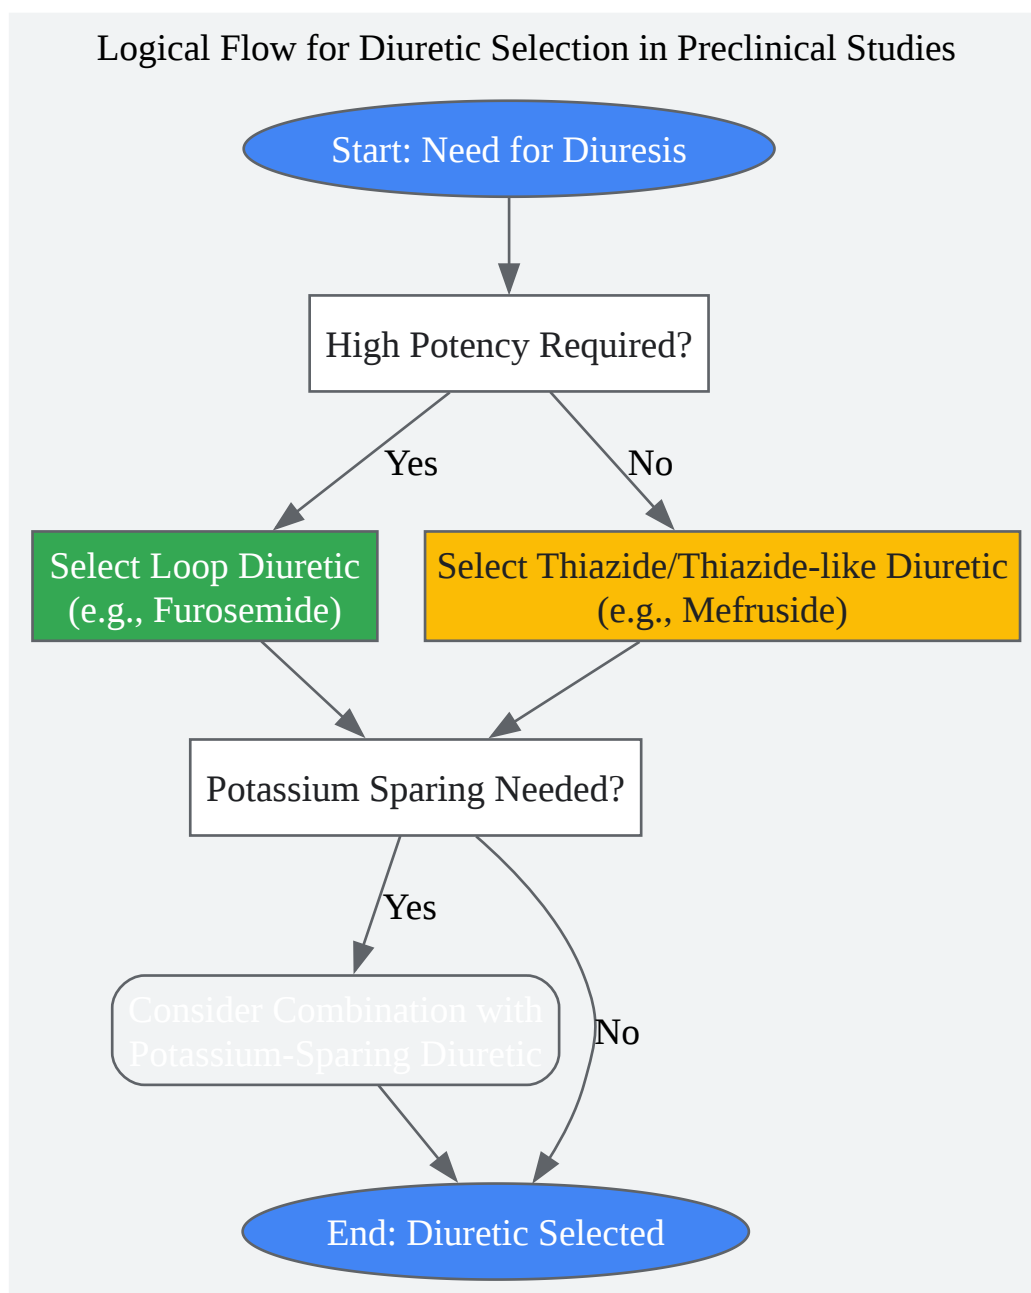 Logical Flow for Diuretic Selection in Preclinical Studies
Start: Need for Diuresis
High Potency Required?
Yes
No
Select Loop Diuretic
(e.g., Furosemide)
Select Thiazide/Thiazide-like Diuretic
(e.g., Mefruside)
Potassium Sparing Needed?
Yes
Consider Combination with
Potassium-Sparing Diuretic
No
End: Diuretic Selected